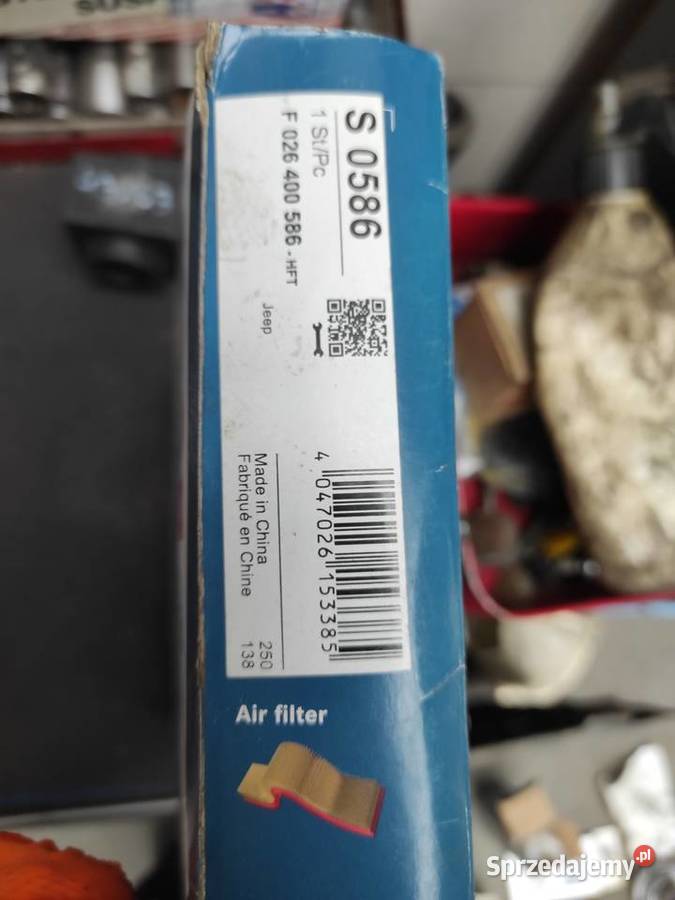 S 0586
1 St/Pc
F 026 400 586 - HFT
Jeep
4 047026 153385
Made in China
Fabriqué en Chine
250
138
Air filter
Sprzedajemy.pl